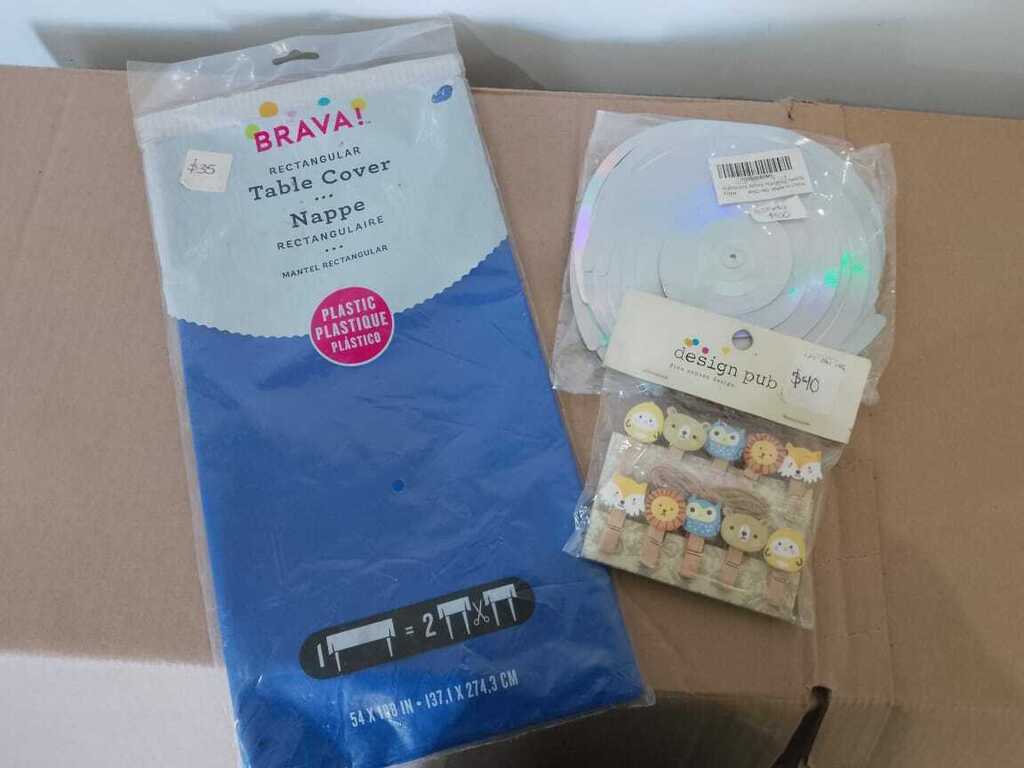 $35
BRAVA!
RECTANGULAR
Table Cover
Nappe
RECTANGULAIRE
MANTEL RECTANGULAR
PLASTIC
PLASTIQUE
PLÁSTICO
1 = 2
54 X 108 IN • 137,1 X 274,3 CM
$100
design pub
$40